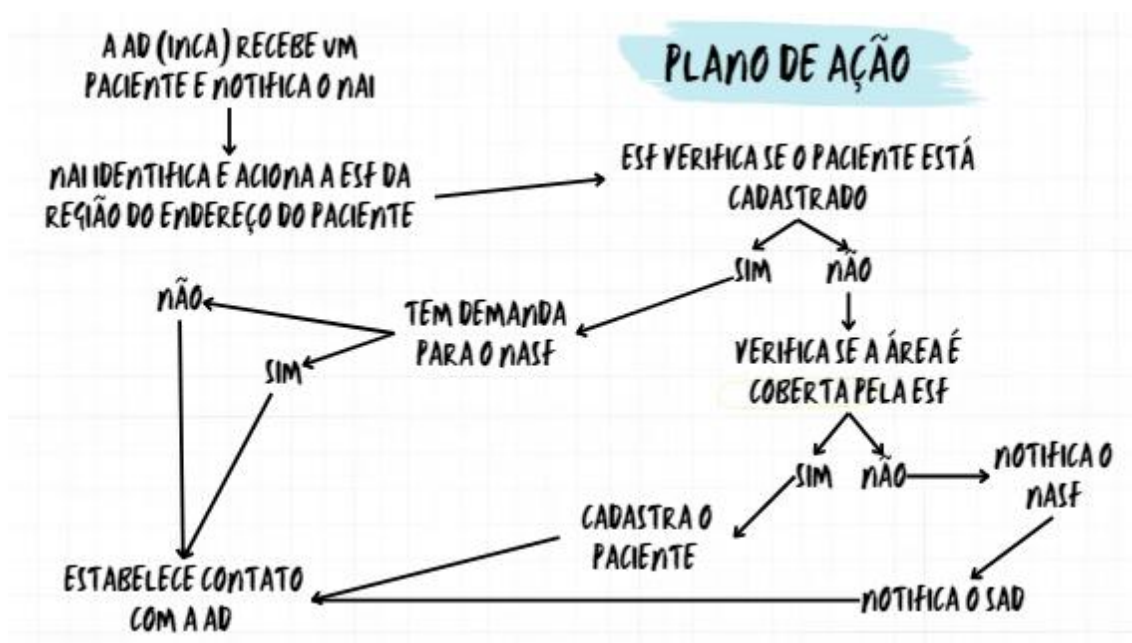 A AD (INCA) RECEBE UM
PACIENTE E NOTIFICA O NAI
PLANO DE AÇÃO
NAI IDENTIFICA E ACIONA A ESF DA
REGIÃO DO ENDEREÇO DO PACIENTE
ESF VERIFICA SE O PACIENTE ESTÁ
CADASTRADO
SIM
NÃO
NÃO
TEM DEMANDA
PARA O NASF
SIM
VERIFICA SE A ÁREA É
COBERTA PELA ESF
SIM
NÃO
NOTIFICA O
NASF
CADASTRA O
PACIENTE
ESTABELECE CONTATO
COM A AD
NOTIFICA O SAD